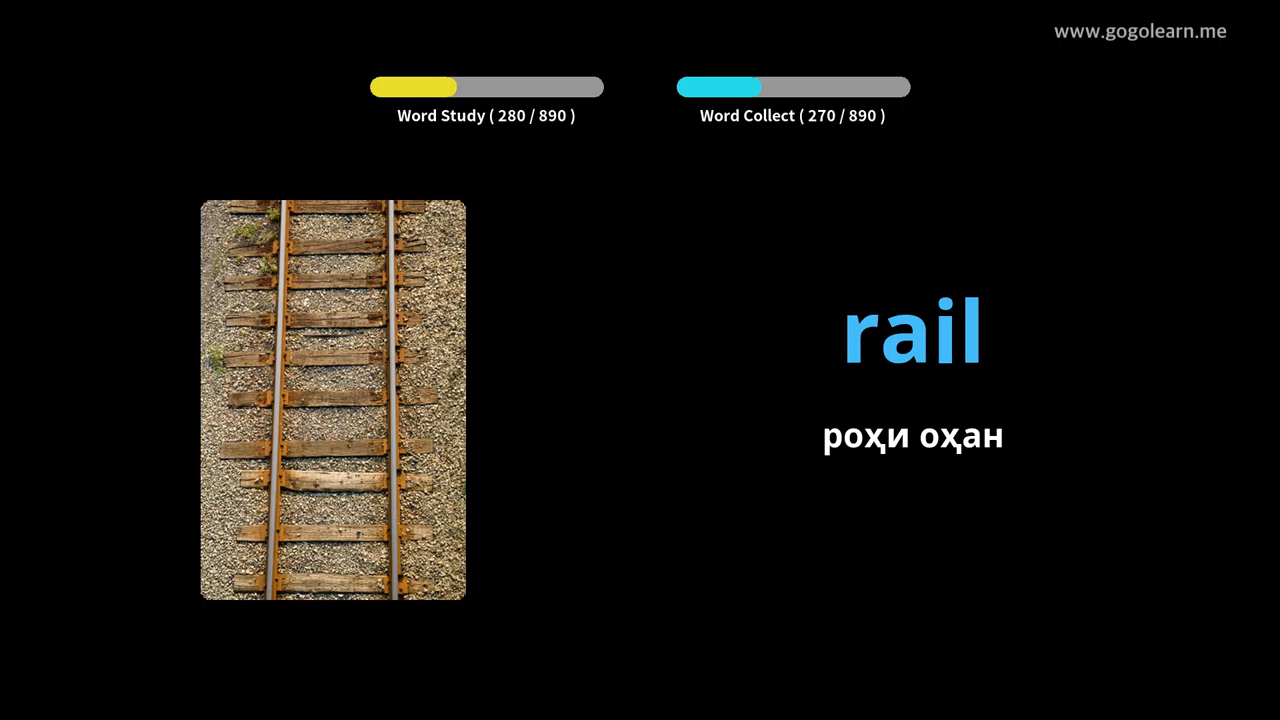 www.gogolearn.me
Word Study ( 280 / 890 )
Word Collect ( 270 / 890 )
rail
роҳи оҳан